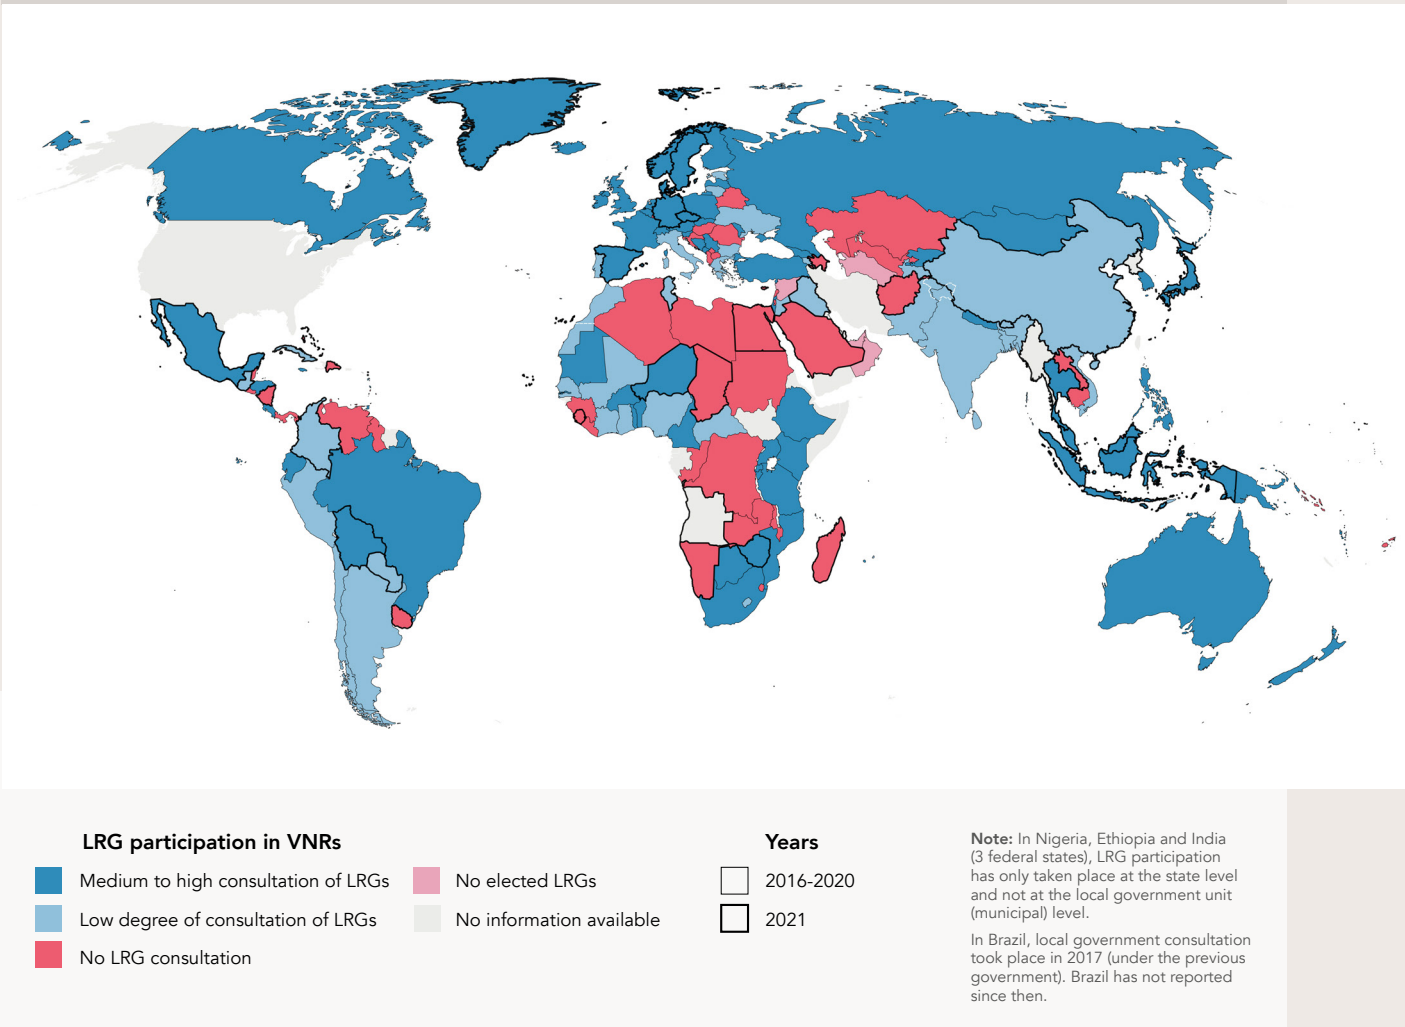 LRG participation in VNRs
Medium to high consultation of LRGs
Low degree of consultation of LRGs
No LRG consultation
No elected LRGs
No information available
Years
2016-2020
2021
Note: In Nigeria, Ethiopia and India
(3 federal states), LRG participation
has only taken place at the state level
and not at the local government unit
(municipal) level.
In Brazil, local government consultation
took place in 2017 (under the previous
government). Brazil has not reported
since then.